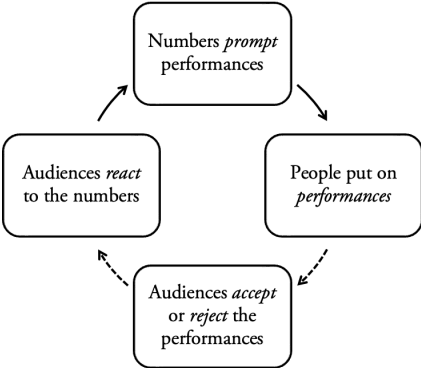 Numbers prompt
performances
People put on
performances
Audiences accept
or reject the
performances
Audiences react
to the numbers